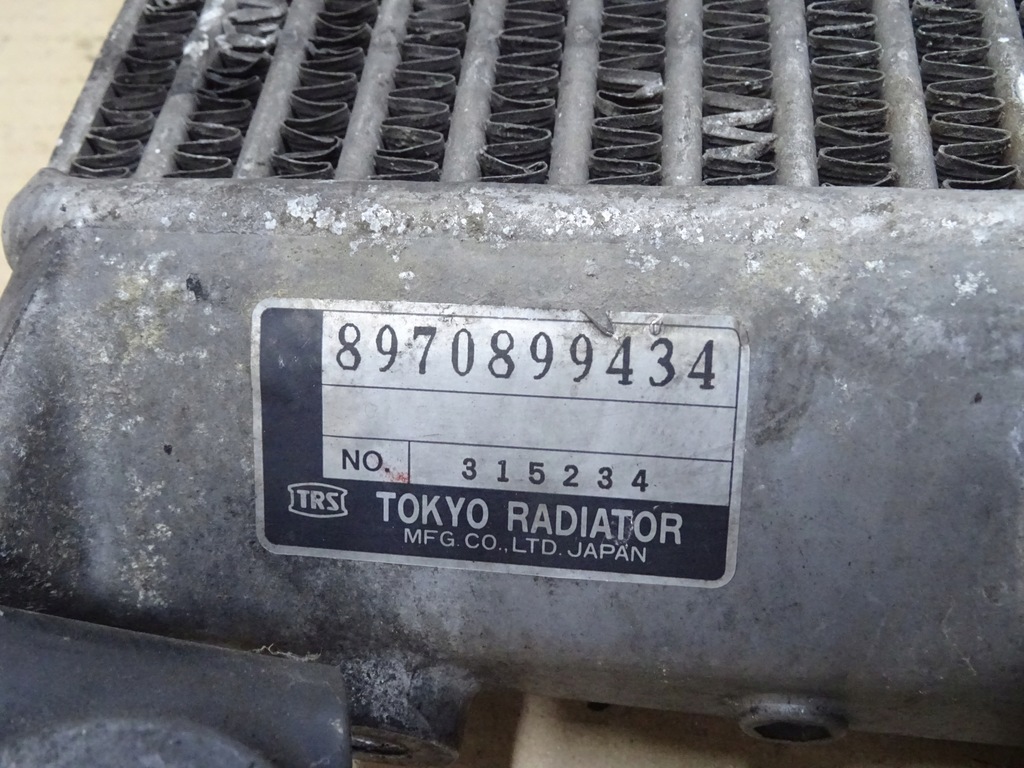 8970899434
NO. 315234
TRS TOKYO RADIATOR
MFG. CO., LTD. JAPAN